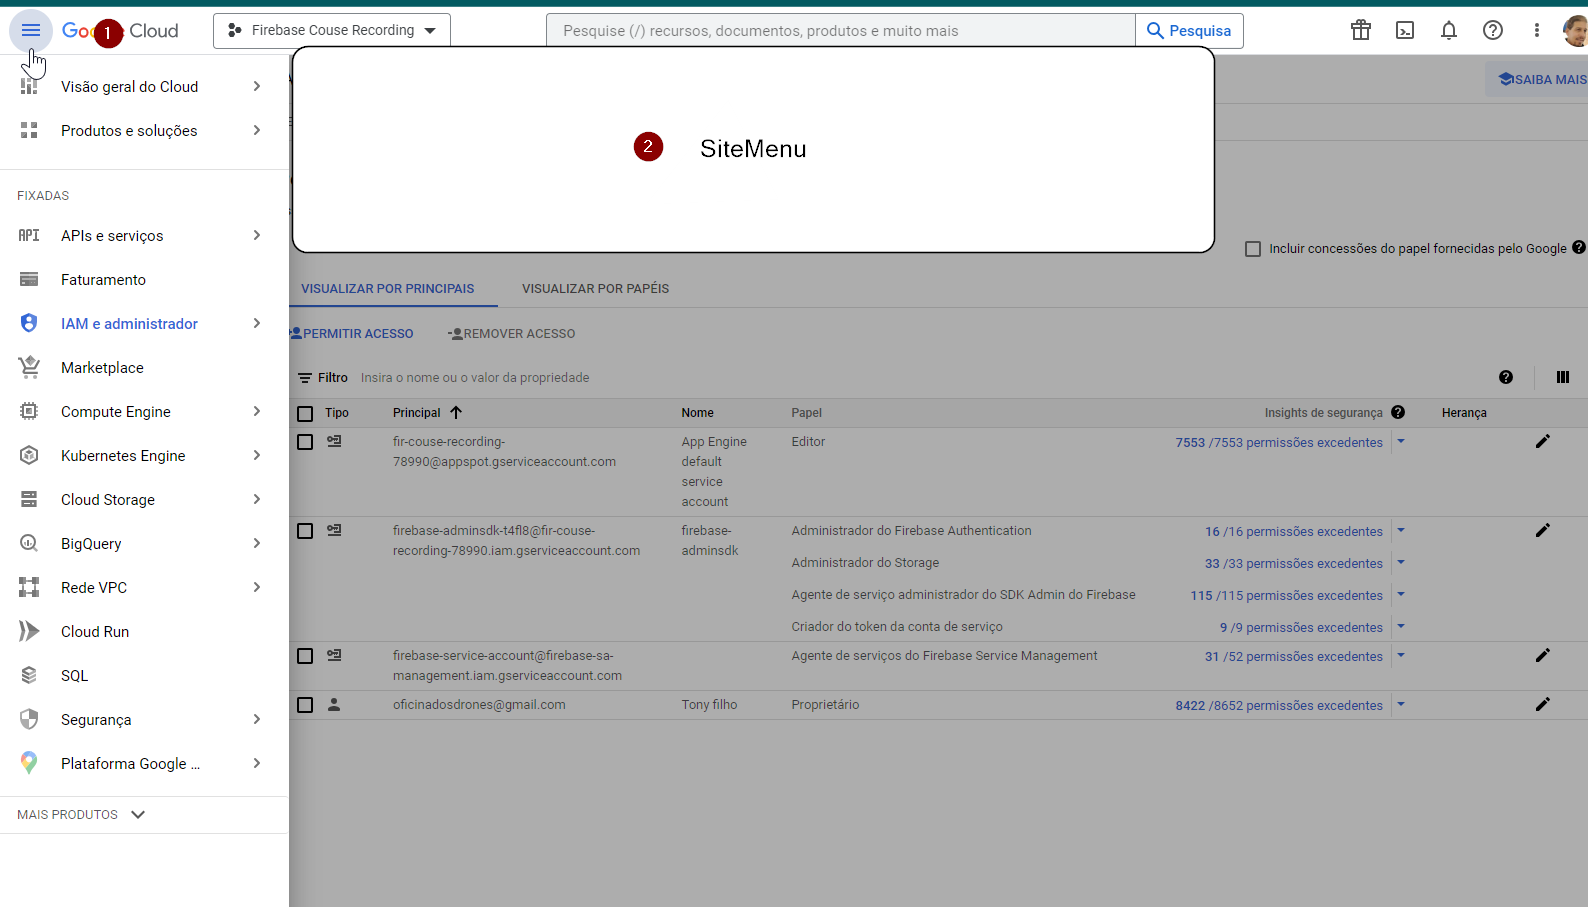 Google Cloud
1
Firebase Couse Recording
Pesquise (/) recursos, documentos, produtos e muito mais
Pesquisa
Visão geral do Cloud
Produtos e soluções
FIXADAS
APIs e serviços
Faturamento
IAM e administrador
Marketplace
Compute Engine
Kubernetes Engine
Cloud Storage
BigQuery
Rede VPC
Cloud Run
SQL
Segurança
Plataforma Google ...
MAIS PRODUTOS
2 SiteMenu
SAIBA MAIS
Incluir concessões do papel fornecidas pelo Google
VISUALIZAR POR PRINCIPAIS
VISUALIZAR POR PAPÉIS
PERMITIR ACESSO
REMOVER ACESSO
Filtro Insira o nome ou o valor da propriedade
Tipo Principal Nome Papel Insights de segurança Herança
fir-couse-recording-
78990@appspot.gserviceaccount.com
App Engine
default
service
account
Editor
7553 /7553 permissões excedentes
firebase-adminsdk-t4fl8@fir-couse-
recording-78990.iam.gserviceaccount.com
firebase-
adminsdk
Administrador do Firebase Authentication
16 /16 permissões excedentes
Administrador do Storage
33 /33 permissões excedentes
Agente de serviço administrador do SDK Admin do Firebase
115 /115 permissões excedentes
Criador do token da conta de serviço
9 /9 permissões excedentes
firebase-service-account@firebase-sa-
management.iam.gserviceaccount.com
Agente de serviços do Firebase Service Management
31 /52 permissões excedentes
oficinadosdrones@gmail.com
Tony filho
Proprietário
8422 /8652 permissões excedentes